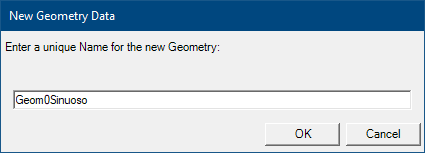 New Geometry Data
Enter a unique Name for the new Geometry:
Geom0Sinuoso
OK
Cancel